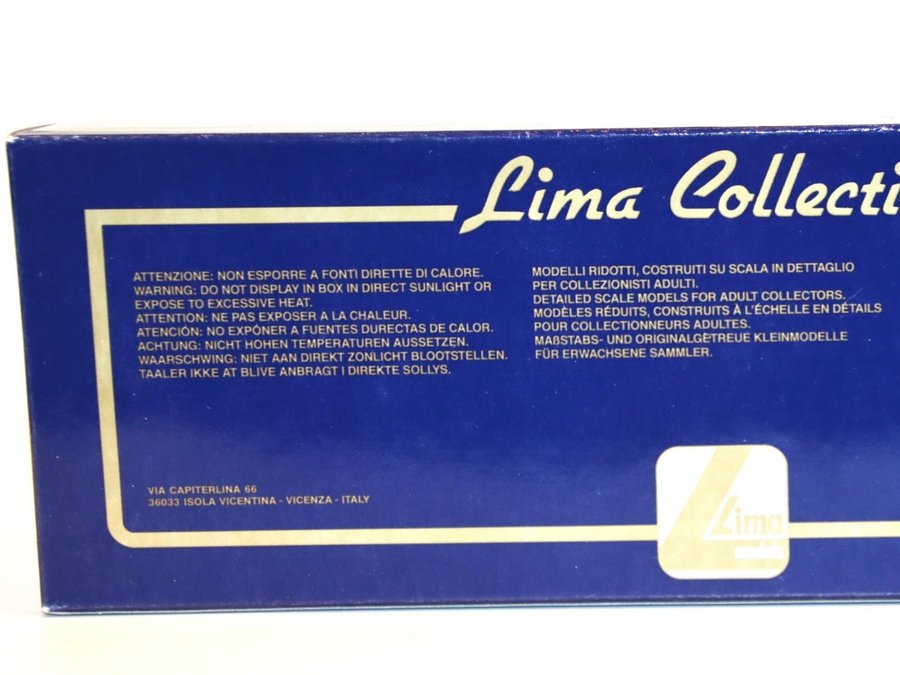 Lima Collecti
ATTENZIONE: NON ESPORRE A FONTI DIRETTE DI CALORE.
WARNING: DO NOT DISPLAY IN BOX IN DIRECT SUNLIGHT OR
EXPOSE TO EXCESSIVE HEAT.
ATTENTION: NE PAS EXPOSER A LA CHALEUR.
ATENCIÓN: NO EXPÓNER A FUENTES DURECTAS DE CALOR.
ACHTUNG: NICHT HOHEN TEMPERATUREN AUSSETZEN.
WAARSCHWING: NIET AAN DIREKT ZONLICHT BLOOTSTELLEN.
TAALER IKKE AT BLIVE ANBRAGT I DIREKTE SOLLYS.
MODELLI RIDOTTI, COSTRUITI SU SCALA IN DETTAGLIO
PER COLLEZIONISTI ADULTI.
DETAILED SCALE MODELS FOR ADULT COLLECTORS.
MODÈLES RÉDUITS, CONSTRUITS À L'ÉCHELLE EN DÉTAILS
POUR COLLECTIONNEURS ADULTES.
MAßSTABS- UND ORIGINALGËTREUE KLEINMODELLE
FÜR ERWACHSENE SAMMLER.
VIA CAPITERLINA 66
36033 ISOLA VICENTINA - VICENZA - ITALY
Lima